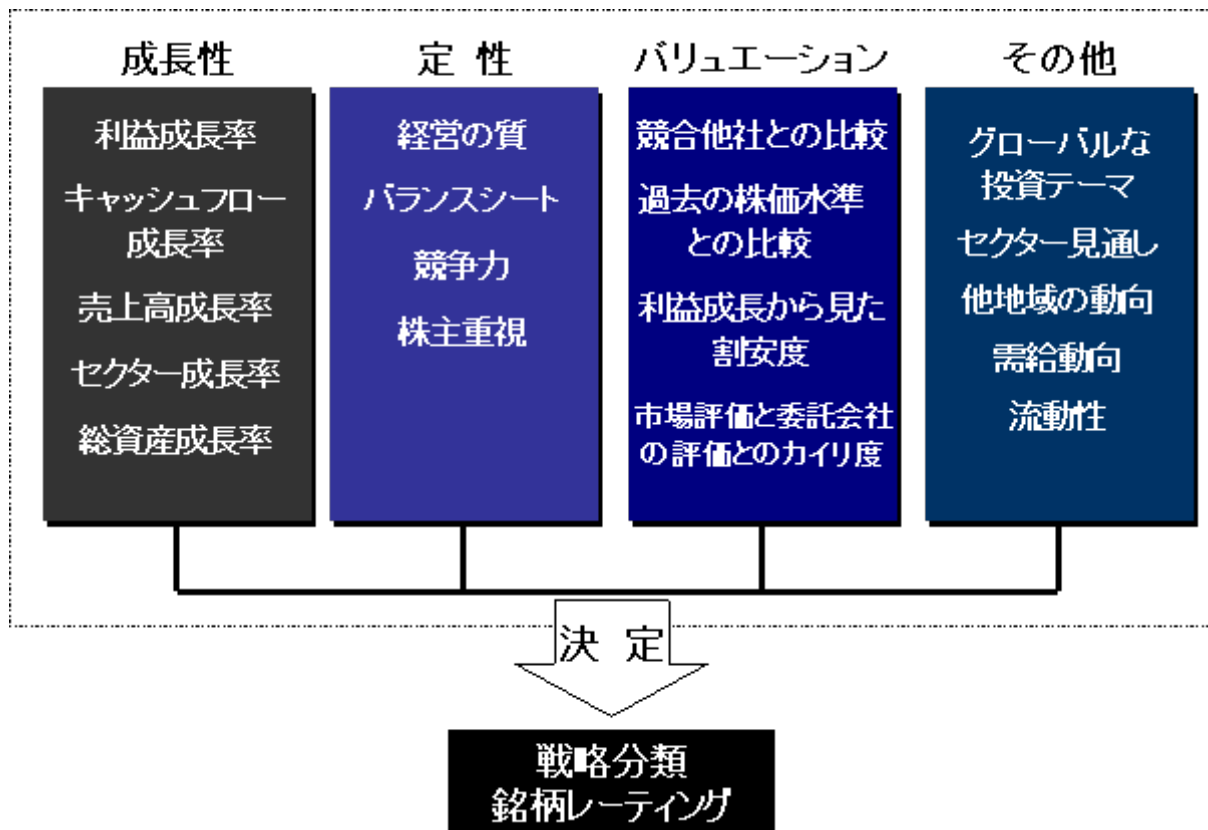 成長性
利益成長率
キャッシュフロー
成長率
売上高成長率
セクター成長率
総資産成長率
定 性
経営の質
バランスシート
競争力
株主重視
バリュエーション
競合他社との比較
過去の株価水準
との比較
利益成長から見た
割安度
市場評価と委託会社
の評価とのカイリ度
その他
グローバルな
投資テーマ
セクター見通し
他地域の動向
需給動向
流動性
決 定
戦略分類
銘柄レーティング